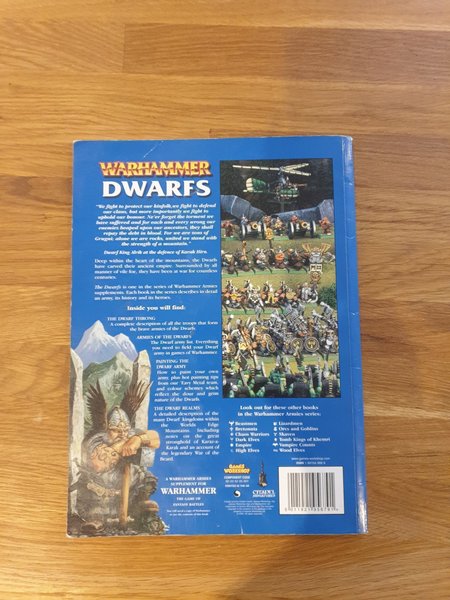 WARHAMMER
DWARFS
"We fight to protect our kinfolk, we fight to defend
our clans, but more importantly we fight to
uphold our honour. Ne'er forget the torment we
have suffered and for each and every wrong our
enemies heaped upon our ancestors, they shall
repay the debt in blood. For we are sons of
Grugni; alone we are rocks, united we stand with
the strength of a mountain."
Dwarf King Alrik at the defence of Karak Hirn.
Deep within the heart of the mountains, the Dwarfs
have carved their ancient empire. Surrounded by all
manner of vile foe, they have been at war for countless
centuries.
The Dwarfs is one in the series of Warhammer Armies
supplements. Each book in the series describes in detail
an army, its history and its heroes.
Inside you will find:
THE DWARF THRONG
A complete description of all the troops that form
the brave armies of the Dwarfs.
ARMIES OF THE DWARFS
The Dwarf army list. Everything
you need to field your Dwarf
army in games of Warhammer.
PAINTING THE
DWARF ARMY
How to paint your own
army, plus hot painting tips
from our 'Eavy Metal team,
and colour schemes which
reflect the dour and grim
nature of the Dwarfs.
THE DWARF REALMS
A detailed description of
the many Dwarf kingdoms within
the Worlds Edge
Mountains. Including
notes on the great
stronghold of Karaz-a-
Karak and an account of
the legendary War of the Beard.
A WARHAMMER ARMIES
SUPPLEMENT FOR
WARHAMMER
THE GAME OF
FANTASY BATTLES
Look out for these other books
in the Warhammer Armies series:
Beastmen
Bretonnia
Chaos Warriors
Dark Elves
Empire
High Elves
Lizardmen
Orcs and Goblins
Skaven
Tomb Kings of Khemri
Vampire Counts
Wood Elves
GAMES
WORKSHOP
COMPONENT CODE
PRINTED IN THE UK
CITADEL
MINIATURES
www.games-workshop.com